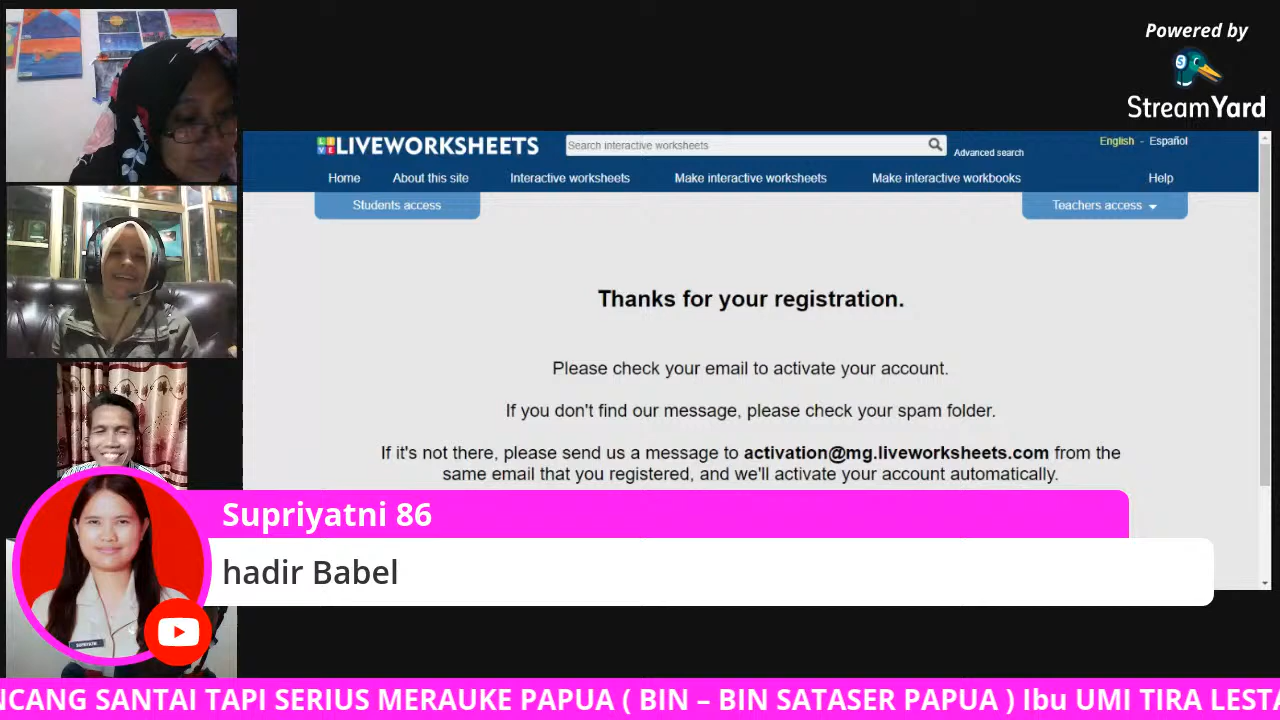 Powered by
StreamYard
LIVEWORKSHEETS
Search interactive worksheets
Advanced search
English - Español
Home
About this site
Interactive worksheets
Make interactive worksheets
Make interactive workbooks
Help
Students access
Teachers access
Thanks for your registration.
Please check your email to activate your account.
If you don't find our message, please check your spam folder.
If it's not there, please send us a message to activation@mg.liveworksheets.com from the
same email that you registered, and we'll activate your account automatically.
Supriyatni 86
hadir Babel
NCANG SANTAI TAPI SERIUS MERAUKE PAPUA ( BIN – BIN SATASER PAPUA ) Ibu UMI TIRA LESTA